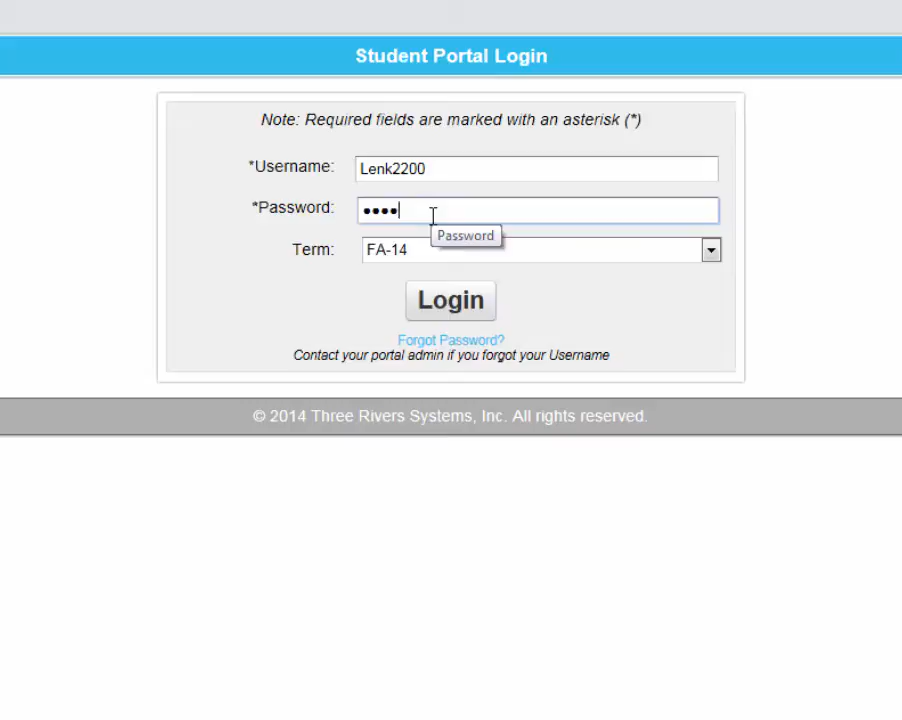 Student Portal Login
Note: Required fields are marked with an asterisk (*)
*Username: Lenk2200
*Password: ••••
Password
Term: FA-14
Login
Forgot Password?
Contact your portal admin if you forgot your Username
© 2014 Three Rivers Systems, Inc. All rights reserved.